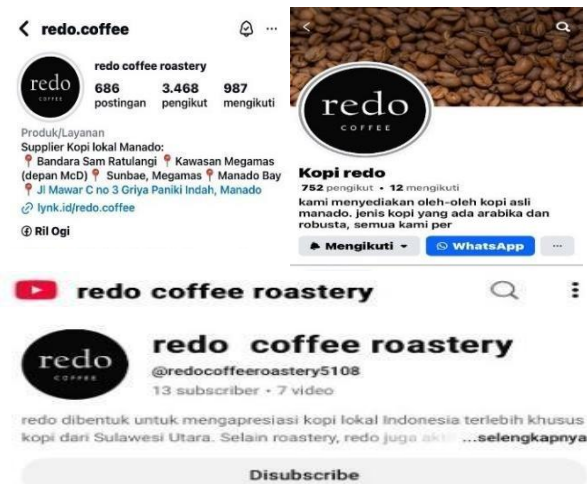 redo.coffee
redo
COFFEE
redo coffee roastery
686 3.468 987
postingan pengikut mengikuti
Produk/Layanan
Supplier Kopi lokal Manado:
📍 Bandara Sam Ratulangi 📍 Kawasan Megamas
(depan McD) 📍 Sunbae, Megamas 📍 Manado Bay
📍 Jl Mawar C no 3 Griya Paniki Indah, Manado
lynk.id/redo.coffee
Ril Ogi
redo
COFFEE
Kopi redo
752 pengikut • 12 mengikuti
kami menyediakan oleh-oleh kopi asli
manado. jenis kopi yang ada arabika dan
robusta, semua kami per
Mengikuti WhatsApp ...
redo coffee roastery
redo
COFFEE
redo coffee roastery
@redocoffeeroastery5108
13 subscriber • 7 video
redo dibentuk untuk mengapresiasi kopi lokal Indonesia terlebih khusus
kopi dari Sulawesi Utara. Selain roastery, redo juga ...selengkapnya
Disubscribe